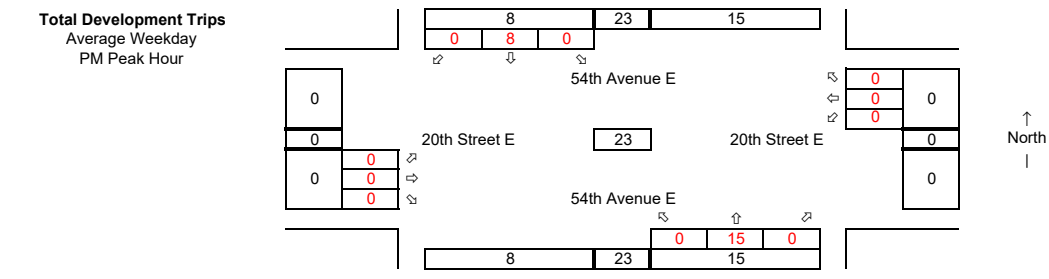 Total Development Trips
Average Weekday
PM Peak Hour
8 23 15
0 8 0
↙ ⇩ ↘
54th Avenue E
0
↖ 0
⇦ 0 0
↙ 0
↑
North
|
0 20th Street E 23 20th Street E 0
0
0 ↗
0 ⇨
0 ↘
0
54th Avenue E
↖ ⇧ ↗
0 15 0
8 23 15